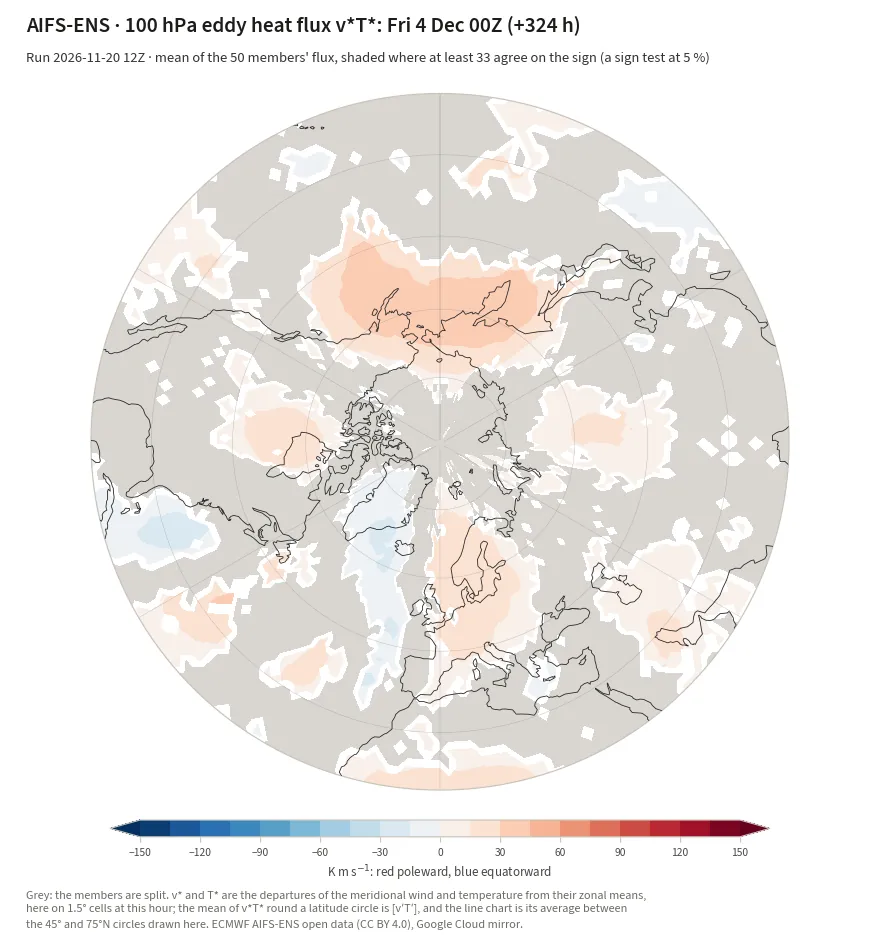 AIFS-ENS · 100 hPa eddy heat flux v*T*: Fri 4 Dec 00Z (+324 h)
Run 2026-11-20 12Z · mean of the 50 members' flux, shaded where at least 33 agree on the sign (a sign test at 5 %)
−150 −120 −90 −60 −30 0 30 60 90 120 150
K m s⁻¹: red poleward, blue equatorward
Grey: the members are split. v* and T* are the departures of the meridional wind and temperature from their zonal means,
here on 1.5° cells at this hour; the mean of v*T* round a latitude circle is [v′T′], and the line chart is its average between
the 45° and 75°N circles drawn here. ECMWF AIFS-ENS open data (CC BY 4.0), Google Cloud mirror.